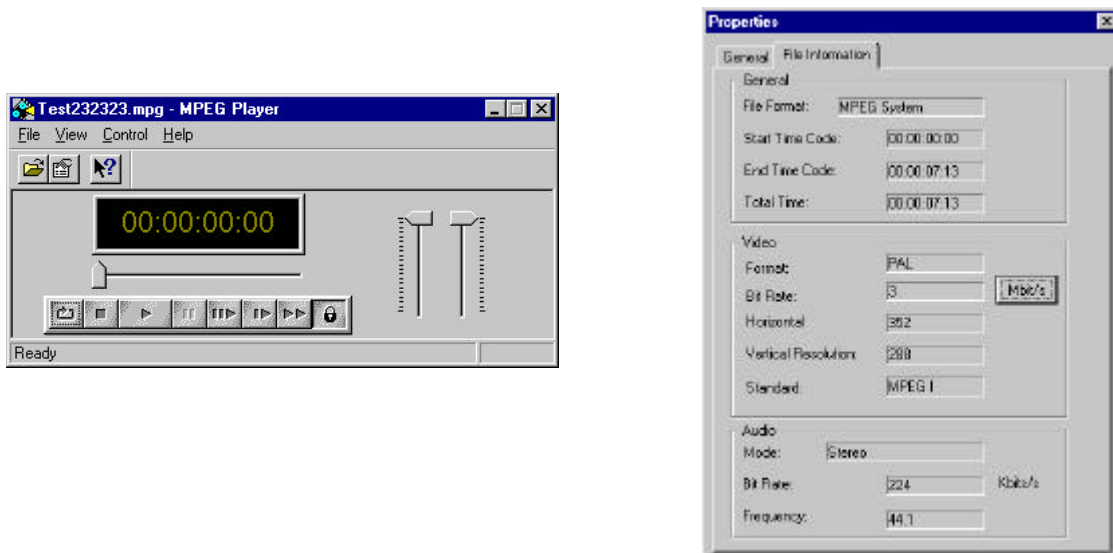 Test232323.mpg - MPEG Player
File View Control Help
00:00:00:00
Ready
Properties
General File Information
General
File Format: MPEG System
Start Time Code: 00:00:00:00
End Time Code: 00:00:07:13
Total Time: 00:00:07:13
Video
Format: PAL
Bit Rate: 3 Mbit/s
Horizontal 352
Vertical Resolution: 288
Standard: MPEG I
Audio
Mode: Stereo
Bit Rate: 224 Kbits/s
Frequency: 44.1